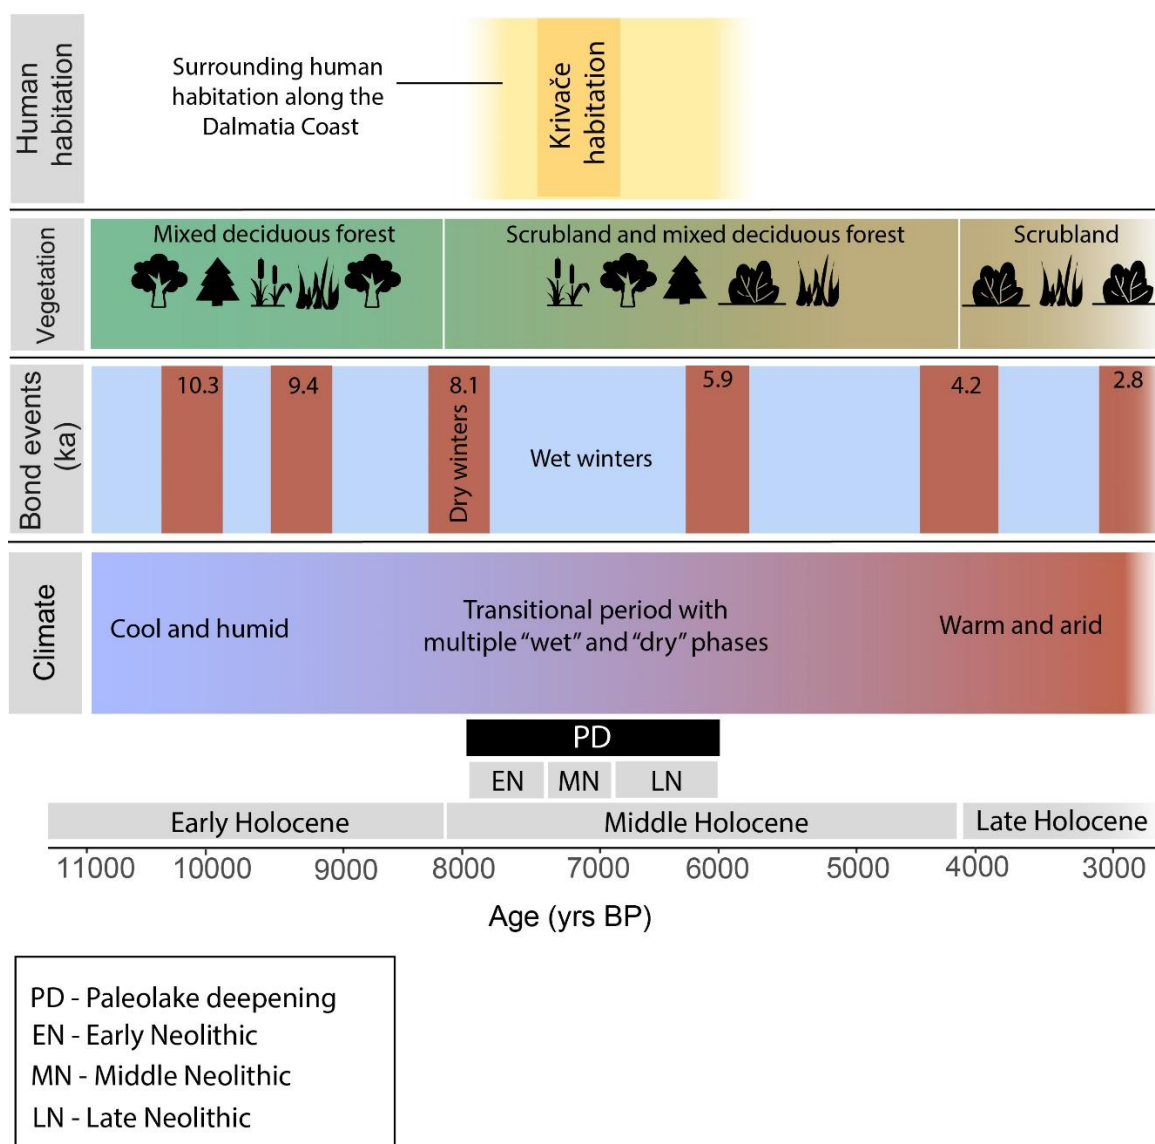 Human
habitation
Surrounding human
habitation along the
Dalmatia Coast
Krivače
habitation
Vegetation
Mixed deciduous forest
Scrubland and mixed deciduous forest
Scrubland
Bond events
(ka)
10.3
9.4
8.1
5.9
4.2
2.8
Dry winters
Wet winters
Climate
Cool and humid
Transitional period with
multiple “wet” and “dry” phases
Warm and arid
PD
EN
MN
LN
Early Holocene
Middle Holocene
Late Holocene
11000
10000
9000
8000
7000
6000
5000
4000
3000
Age (yrs BP)
PD - Paleolake deepening
EN - Early Neolithic
MN - Middle Neolithic
LN - Late Neolithic